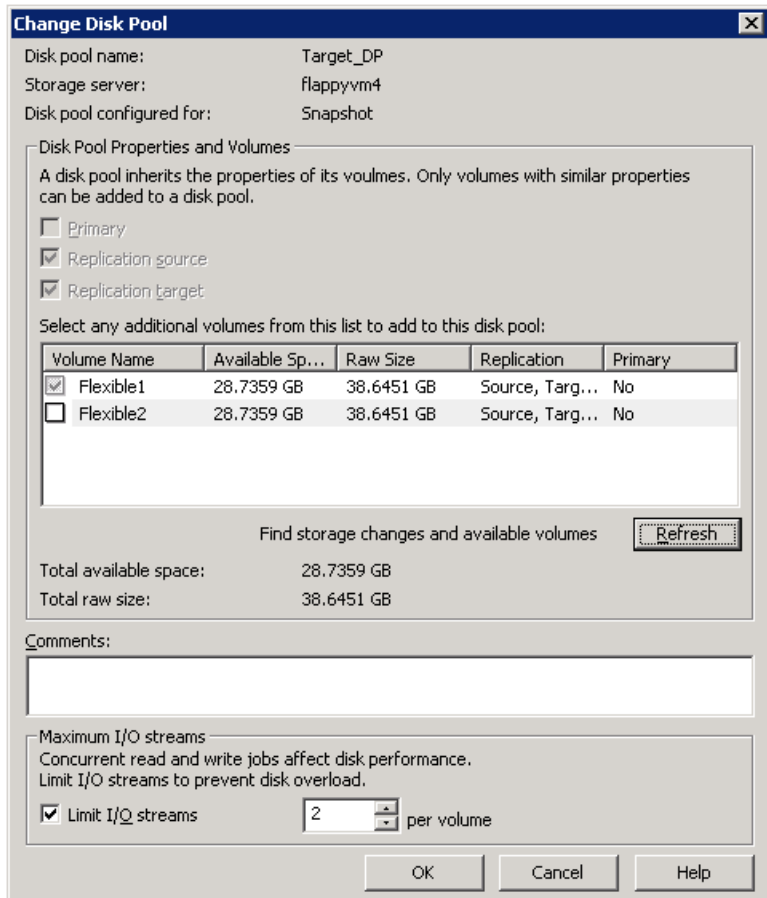 Change Disk Pool
Disk pool name: Target_DP
Storage server: flappyvm4
Disk pool configured for: Snapshot
Disk Pool Properties and Volumes
A disk pool inherits the properties of its voulmes. Only volumes with similar properties
can be added to a disk pool.
Primary
Replication source
Replication target
Select any additional volumes from this list to add to this disk pool:
Volume Name Available Sp... Raw Size Replication Primary
Flexible1 28.7359 GB 38.6451 GB Source, Targ... No
Flexible2 28.7359 GB 38.6451 GB Source, Targ... No
Find storage changes and available volumes Refresh
Total available space: 28.7359 GB
Total raw size: 38.6451 GB
Comments:
Maximum I/O streams
Concurrent read and write jobs affect disk performance.
Limit I/O streams to prevent disk overload.
Limit I/O streams 2 per volume
OK Cancel Help